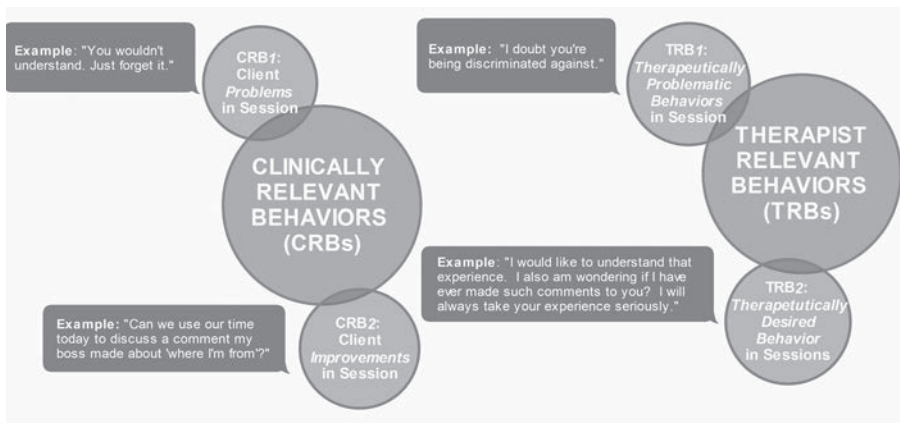 Example: "You wouldn't
understand. Just forget it."
CRB1:
Client
Problems
in Session
CLINICALLY
RELEVANT
BEHAVIORS
(CRBs)
Example: "Can we use our time
today to discuss a comment my
boss made about 'where I'm from'?"
CRB2:
Client
Improvements
in Session
Example: "I doubt you're
being discriminated against."
TRB1:
Therapeutically
Problematic
Behaviors
in Session
THERAPIST
RELEVANT
BEHAVIORS
(TRBs)
Example: "I would like to understand that
experience. I also am wondering if I have
ever made such comments to you? I will
always take your experience seriously."
TRB2:
Therapetutically
Desired
Behavior
in Sessions